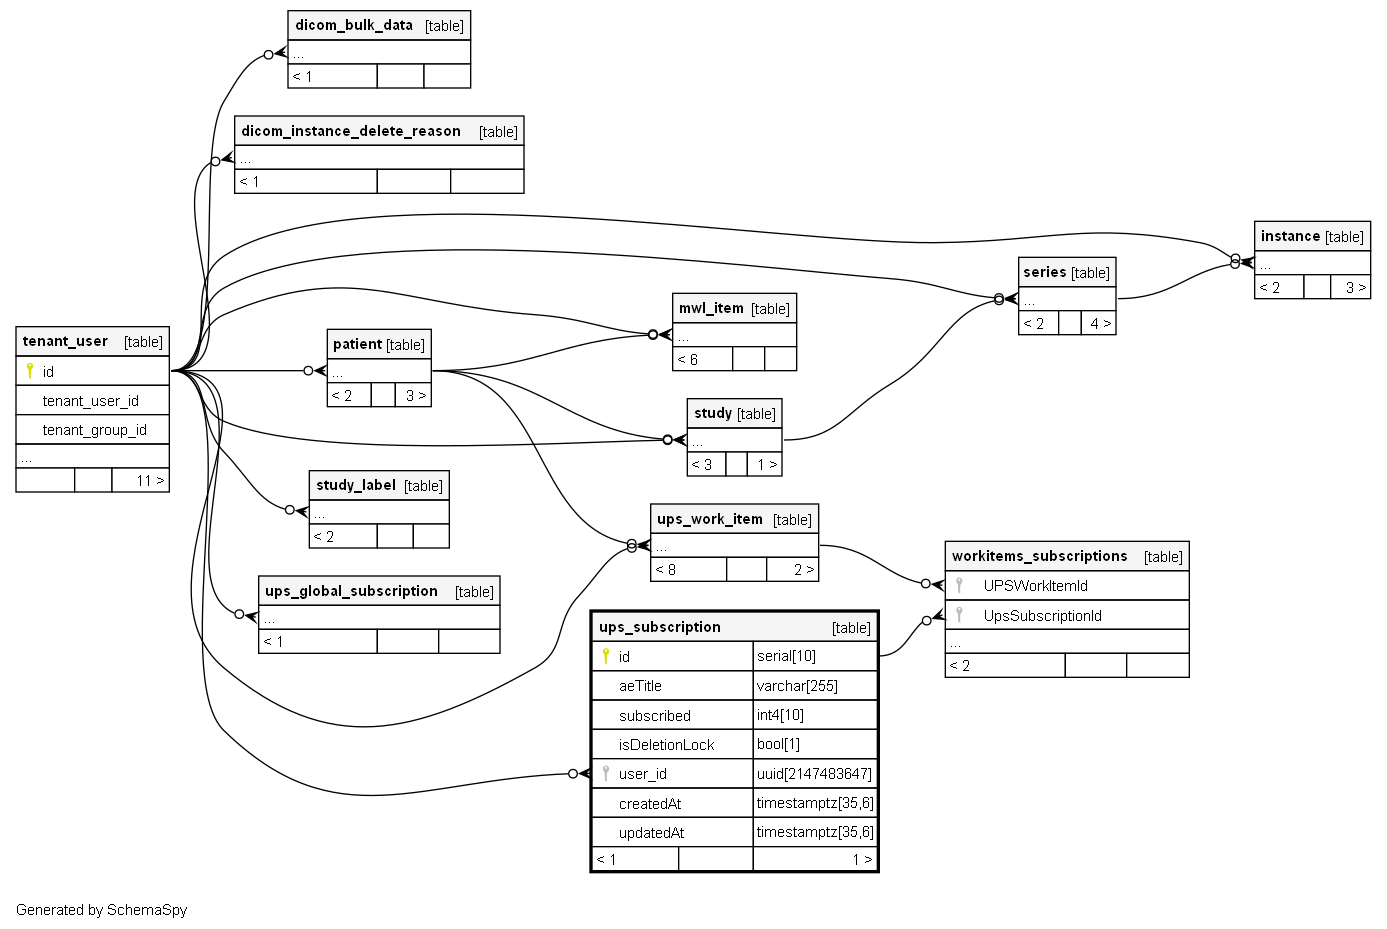 dicom_bulk_data [table]
...
< 1
dicom_instance_delete_reason [table]
...
< 1
instance [table]
...
< 2 3 >
series [table]
...
< 2 4 >
mwl_item [table]
...
< 6
tenant_user [table]
id
tenant_user_id
tenant_group_id
...
11 >
patient [table]
...
< 2 3 >
study [table]
...
< 3 1 >
study_label [table]
...
< 2
ups_work_item [table]
...
< 8 2 >
workitems_subscriptions [table]
UPSWorkItemId
UpsSubscriptionId
...
< 2
ups_global_subscription [table]
...
< 1
ups_subscription [table]
id serial[10]
aeTitle varchar[255]
subscribed int4[10]
isDeletionLock bool[1]
user_id uuid[2147483647]
createdAt timestamptz[35,6]
updatedAt timestamptz[35,6]
< 1 1 >
Generated by SchemaSpy